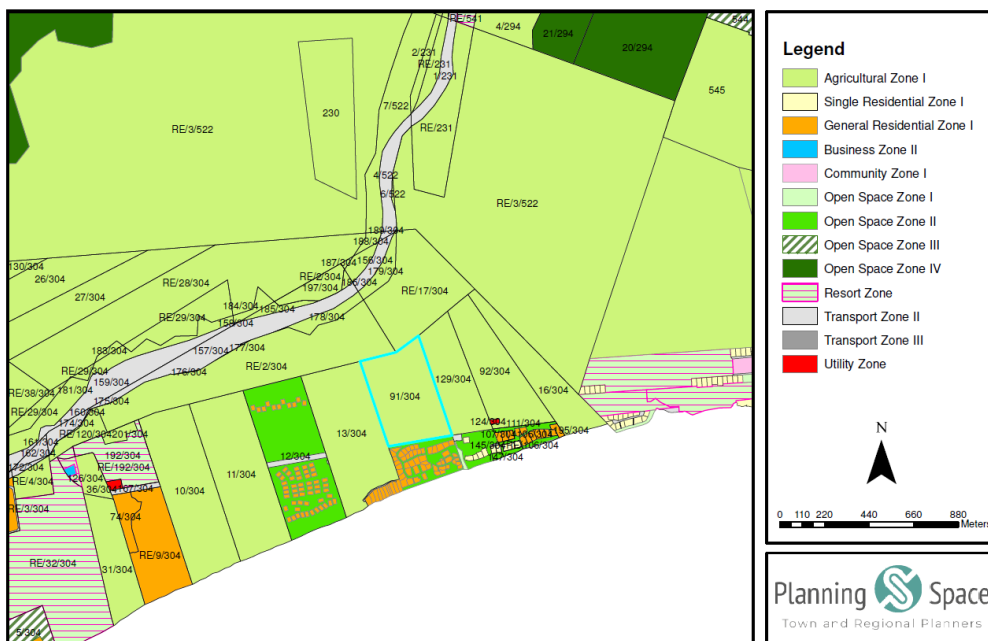 RE/541
4/294
544
21/294
20/294
2/231
RE/231
1/231
545
7/522
230
RE/3/522
RE/231
4/522
6/522
RE/3/522
189/304
188/304
130/304
26/304
187/304
156/304
179/304
RE/28/304
RE/2/304
197/304
27/304
RE/17/304
184/304
185/304
RE/29/304
158/304
178/304
183/304
157/304
177/304
RE/29/304
176/304
RE/2/304
159/304
129/304
92/304
RE/38/304
181/304
91/304
16/304
175/304
RE/29/304
174/304
124/304
111/304
RE/120/304
201/304
13/304
195/304
161/304
162/304
192/304
12/304
145/304
172/304
RE/192/304
147/304
RE/4/304
126/304
11/304
36/304
10/304
RE/3/304
74/304
RE/32/304
31/304
RE/9/304
5/304
Legend
Agricultural Zone I
Single Residential Zone I
General Residential Zone I
Business Zone II
Community Zone I
Open Space Zone I
Open Space Zone II
Open Space Zone III
Open Space Zone IV
Resort Zone
Transport Zone II
Transport Zone III
Utility Zone
N
0 110 220 440 660 880
Meters
Planning Space
Town and Regional Planners